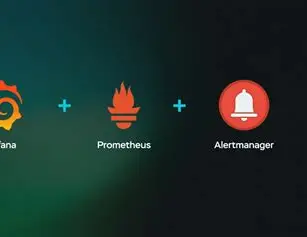 fana
+
Prometheus
+
Alertmanager